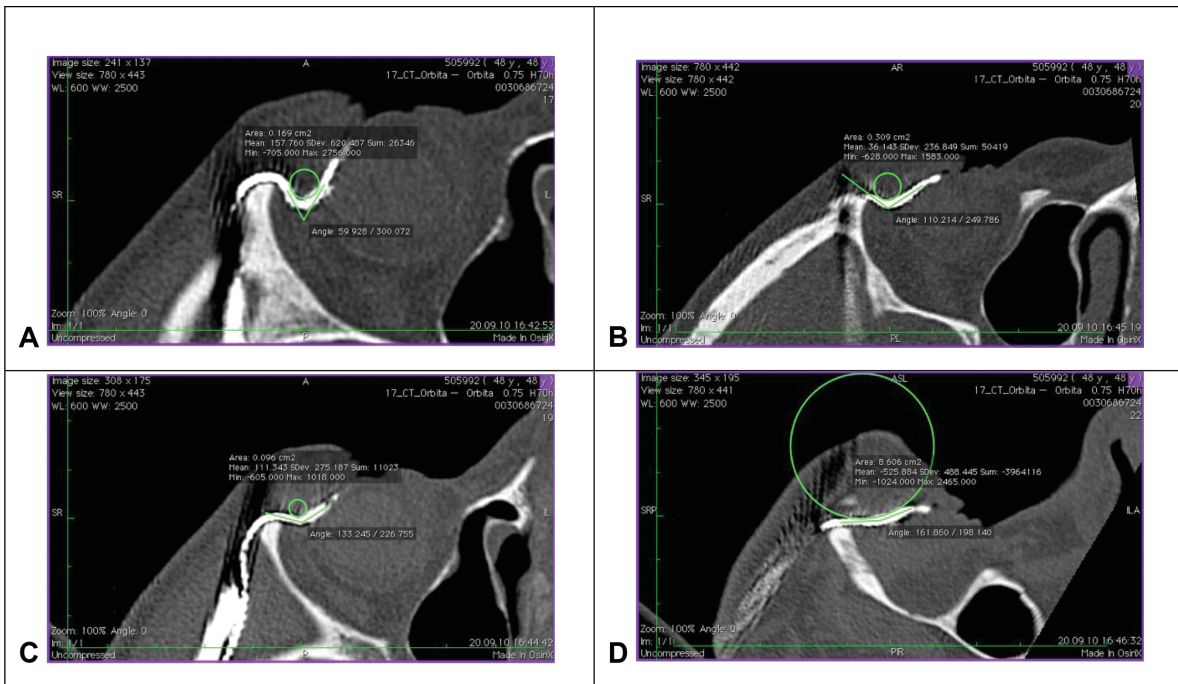 Image size: 241 x 137
View size: 780 x 443
WL: 600 WW: 2500
A
505992 ( 48 y , 48 y )
17_CT_Orbita — Orbita 0.75 H70h
0030686724
17
Area: 0.169 cm2
Mean: 157.760 SDev: 620.487 Sum: 26346
Min: -705.000 Max: 2756.000
SR
IL
Angle: 59.928 / 300.072
Zoom: 100% Angle: 0
Im: 1/1
Uncompressed
P
20.09.10 16:42:53
Made In OsiriX
A
Image size: 780 x 442
View size: 780 x 442
WL: 600 WW: 2500
AR
505992 ( 48 y , 48 y )
17_CT_Orbita — Orbita 0.75 H70h
0030686724
20
Area: 0.309 cm2
Mean: 36.143 SDev: 236.849 Sum: 50419
Min: -628.000 Max: 1583.000
SR
IL
Angle: 110.214 / 249.786
Zoom: 100% Angle: 0
Im: 1/1
Uncompressed
PL
20.09.10 16:45:19
Made In OsiriX
B
Image size: 308 x 175
View size: 780 x 443
WL: 600 WW: 2500
A
505992 ( 48 y , 48 y )
17_CT_Orbita — Orbita 0.75 H70h
0030686724
19
Area: 0.096 cm2
Mean: 111.343 SDev: 275.187 Sum: 11023
Min: -605.000 Max: 1018.000
SR
IL
Angle: 133.245 / 226.755
Zoom: 100% Angle: 0
Im: 1/1
Uncompressed
P
20.09.10 16:44:42
Made In OsiriX
C
Image size: 345 x 195
View size: 780 x 441
WL: 600 WW: 2500
ASL
505992 ( 48 y , 48 y )
17_CT_Orbita — Orbita 0.75 H70h
0030686724
22
Area: 8.606 cm2
Mean: -525.884 SDev: 488.445 Sum: -3964116
Min: -1024.000 Max: 2465.000
SRP
ILA
Angle: 161.860 / 198.140
Zoom: 100% Angle: 0
Im: 1/1
Uncompressed
PIR
20.09.10 16:46:32
Made In OsiriX
D